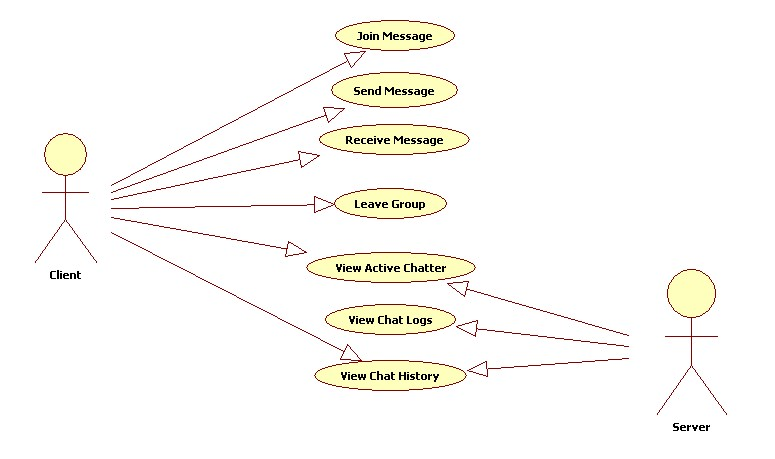 Join Message
Send Message
Receive Message
Leave Group
View Active Chatter
Client
View Chat Logs
View Chat History
Server